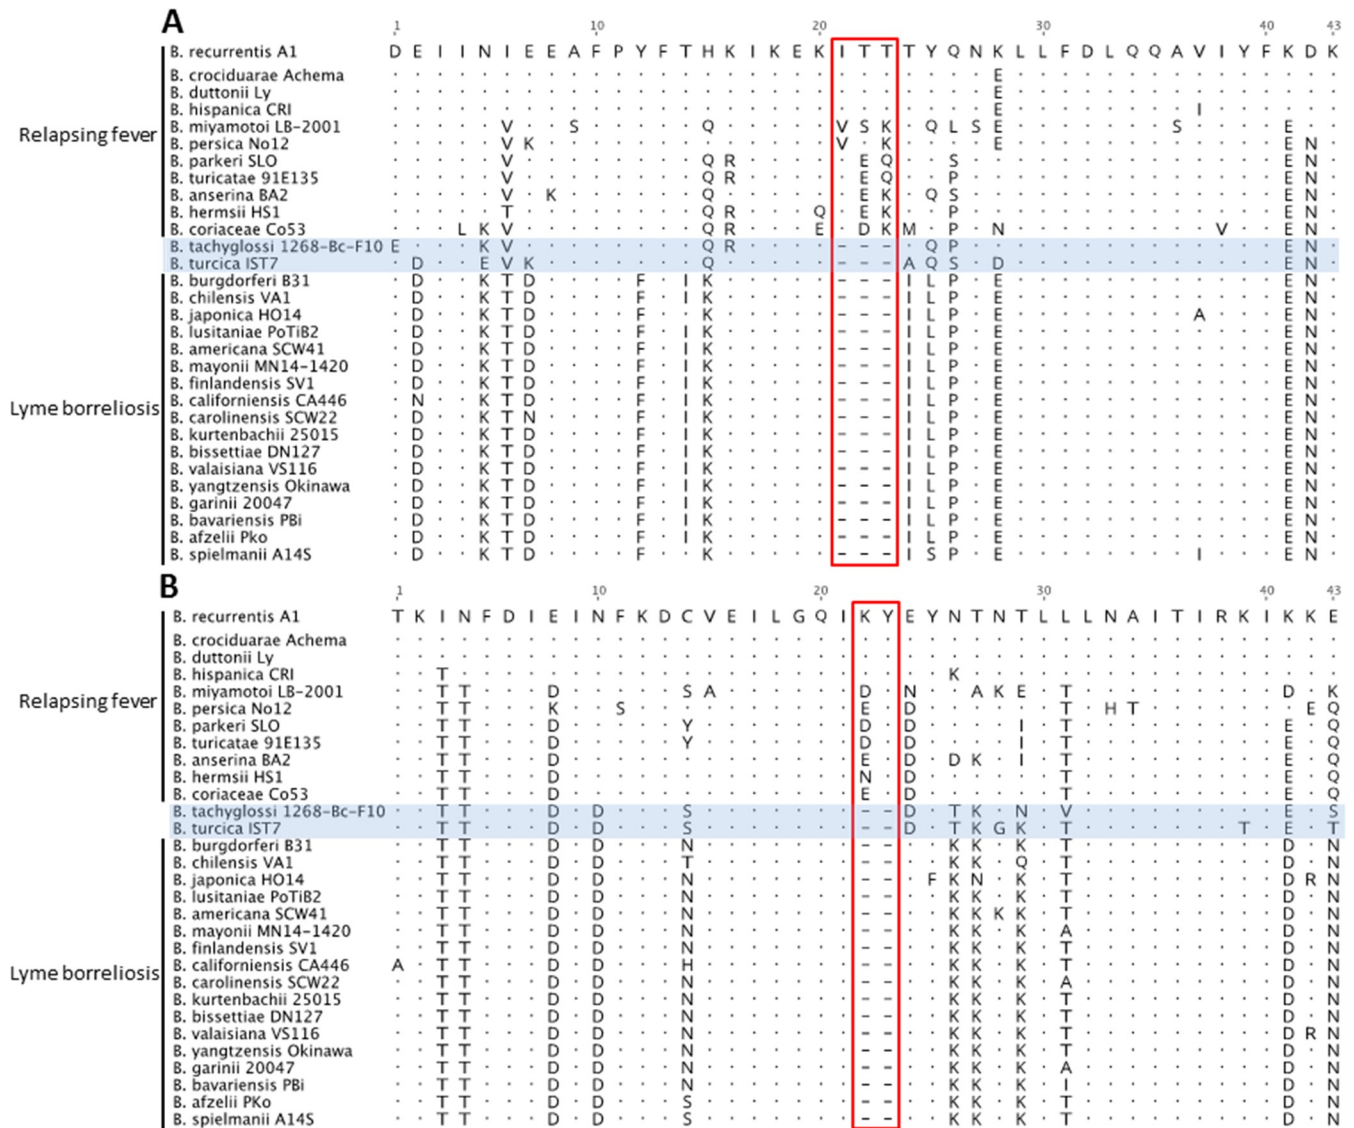 A
1 10 20 30 40 43
B. recurrentis A1 D E I I N I E E A F P Y F T H K I K E K I T T T Y Q N K L L F D L Q Q A V I Y F K D K
B. crociduarae Achema E
B. duttonii Ly E
B. hispanica CRI E I
Relapsing fever
B. miyamotoi LB-2001 V S Q V S K Q L S E S E
B. persica No12 V K V K E E N
B. parkeri SLO V Q R E Q S E N
B. turicatae 91E135 V Q R E Q P E N
B. anserina BA2 V K Q E K Q S E N
B. hermsii HS1 T Q R Q E K P E N
B. coriaceae Co53 L K V Q R E D K M P N V E N
B. tachyglossi 1268-Bc-F10 E K V Q R - - - Q P E N
B. turcica IST7 D E V K Q - - - A Q S D E N
B. burgdorferi B31 D K T D F I K - - - I L P E E N
B. chilensis VA1 D K T D F I K - - - I L P E E N
B. japonica HO14 D K T D F K - - - I L P E A E N
B. lusitaniae PoTiB2 D K T D F I K - - - I L P E E N
B. americana SCW41 D K T D F I K - - - I L P E E N
B. mayonii MN14-1420 D K T D F I K - - - I L P E E N
B. finlandensis SV1 D K T D F I K - - - I L P E E N
Lyme borreliosis
B. californiensis CA446 N K T D F I K - - - I L P E E N
B. carolinensis SCW22 D K T N F I K - - - I L P E E N
B. kurtenbachii 25015 D K T D F I K - - - I L P E E N
B. bissettiae DN127 D K T D F I K - - - I L P E E N
B. valaisiana VS116 D K T D F I K - - - I L P E E N
B. yangtzensis Okinawa D K T D F I K - - - I L P E E N
B. garinii 20047 D K T D F I K - - - I L P E E N
B. bavariensis PBi D K T D F I K - - - I L P E E N
B. afzelii Pko D K T D F I K - - - I L P E E N
B. spielmanii A14S D K T D F K - - - I S P E I E N
B
1 10 20 30 40 43
B. recurrentis A1 T K I N F D I E I N F K D C V E I L G Q I K Y E Y N T N T L L L N A I T I R K I K K E
B. crociduarae Achema
B. duttonii Ly
B. hispanica CRI T K
Relapsing fever
B. miyamotoi LB-2001 T T D S A D N A K E T D K
B. persica No12 T T K S E D T H T E Q
B. parkeri SLO T T D Y D D I T E Q
B. turicatae 91E135 T T D Y D D I T E Q
B. anserina BA2 T T D E D D K I T E Q
B. hermsii HS1 T T D N D T E Q
B. coriaceae Co53 T T D E D T E Q
B. tachyglossi 1268-Bc-F10 T T D D S - - D T K N V E S
B. turcica IST7 T T D D S - - D T K G K T T E T
B. burgdorferi B31 T T D D N - - K K K T D N
B. chilensis VA1 T T D D T - - K K Q T D N
B. japonica HO14 T T D D N - - F K N K T D R N
B. lusitaniae PoTiB2 T T D D N - - K K K T D N
B. americana SCW41 T T D D N - - K K K K T D N
B. mayonii MN14-1420 T T D D N - - K K K A D N
B. finlandensis SV1 T T D D N - - K K K T D N
Lyme borreliosis
B. californiensis CA446 A T T D D H - - K K K T D N
B. carolinensis SCW22 T T D D N - - K K K A D N
B. kurtenbachii 25015 T T D D N - - K K K T D N
B. bissettiae DN127 T T D D N - - K K K T D N
B. valaisiana VS116 T T D D N - - K K K T D R N
B. yangtzensis Okinawa T T D D N - - K K K T D N
B. garinii 20047 T T D D N - - K K K A D N
B. bavariensis PBi T T D D N - - K K K I D N
B. afzelii PKo T T D D S - - K K K T D N
B. spielmanii A14S T T D D S - - K K K T D N